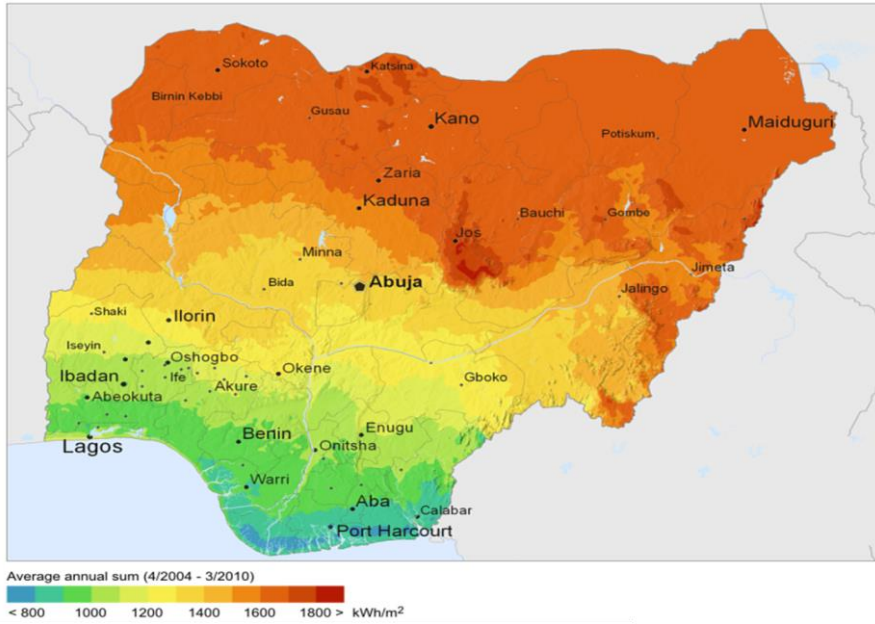 Sokoto
Katsina
Birnin Kebbi
Gusau
Kano
Maiduguri
Potiskum
Zaria
Kaduna
Bauchi
Gombe
Jos
Minna
Jimeta
Bida
Abuja
Jalingo
Shaki
Ilorin
Iseyin
Oshogbo
Okene
Gboko
Ibadan
Ife
Akure
Abeokuta
Enugu
Benin
Lagos
Onitsha
Warri
Aba
Calabar
Port Harcourt
Average annual sum (4/2004 - 3/2010)
< 800 1000 1200 1400 1600 1800 > kWh/m²